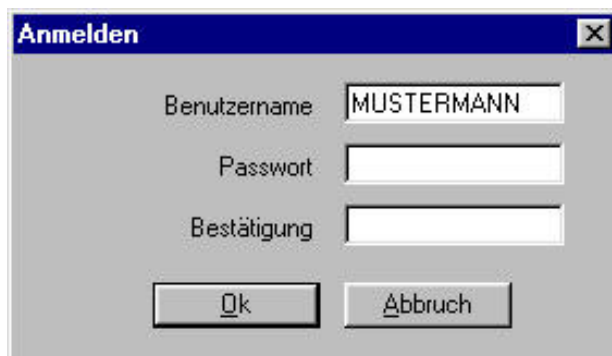 Anmelden
Benutzername MUSTERMANN
Passwort
Bestätigung
Ok Abbruch